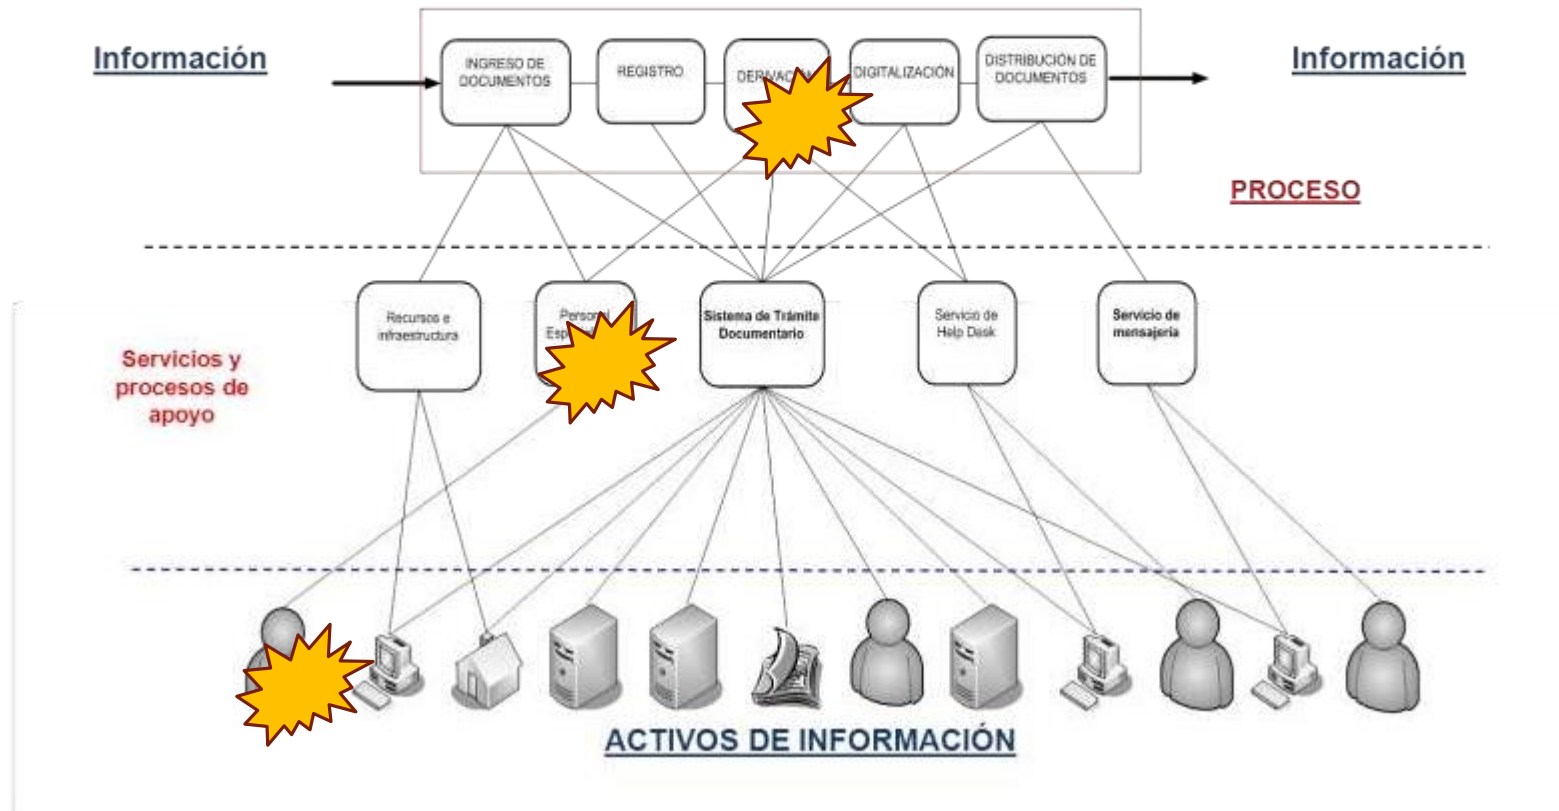 Información
INGRESO DE
DOCUMENTOS
REGISTRO
DIGITALIZACIÓN
DISTRIBUCIÓN DE
DOCUMENTOS
Información
PROCESO
Servicios y
procesos de
apoyo
Recursos e
infraestructura
Sistema de Trámite
Documentario
Servicio de
Help Desk
Servicio de
mensajería
ACTIVOS DE INFORMACIÓN